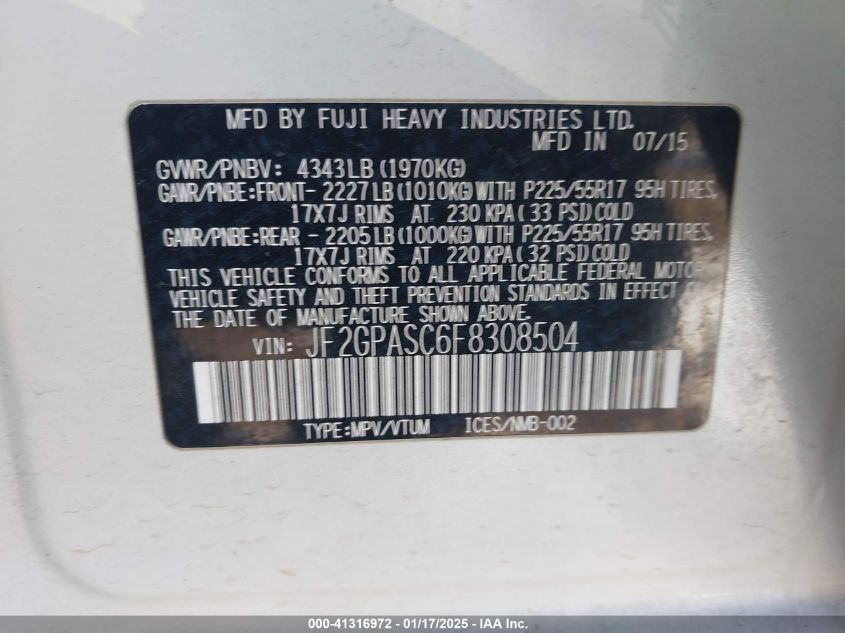 MFD BY FUJI HEAVY INDUSTRIES LTD.
MFD IN 07/15
GVWR/PNBV: 4343LB (1970KG)
GAWR/PNBE:FRONT- 2227LB (1010KG) WITH P225/55R17 95H TIRES,
17X7J RIMS AT 230 KPA ( 33 PSI) COLD
GAWR/PNBE:REAR - 2205LB (1000KG) WITH P225/55R17 95H TIRES,
17X7J RIMS AT 220 KPA ( 32 PSI) COLD
THIS VEHICLE CONFORMS TO ALL APPLICABLE FEDERAL MOTOR
VEHICLE SAFETY AND THEFT PREVENTION STANDARDS IN EFFECT ON
THE DATE OF MANUFACTURE SHOWN ABOVE.
VIN: JF2GPASC6F8308504
TYPE:MPV/VTUM ICES/NMB-002
000-41316972 — 01/17/2025 — IAA Inc.